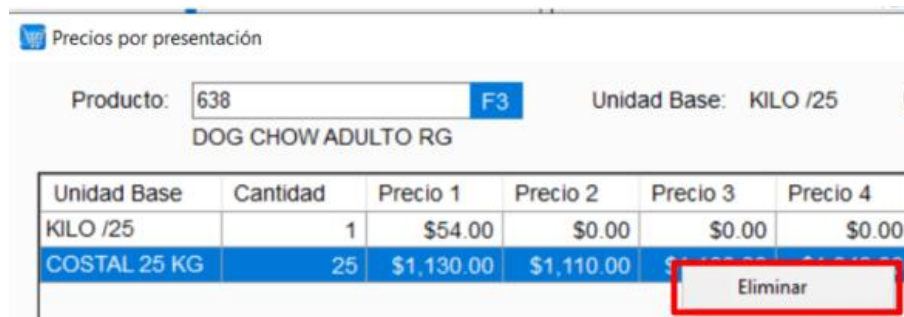 Precios por presentación
Producto: 638 F3 Unidad Base: KILO /25
DOG CHOW ADULTO RG
Unidad Base Cantidad Precio 1 Precio 2 Precio 3 Precio 4
KILO /25 1 $54.00 $0.00 $0.00 $0.00
COSTAL 25 KG 25 $1,130.00 $1,110.00
Eliminar